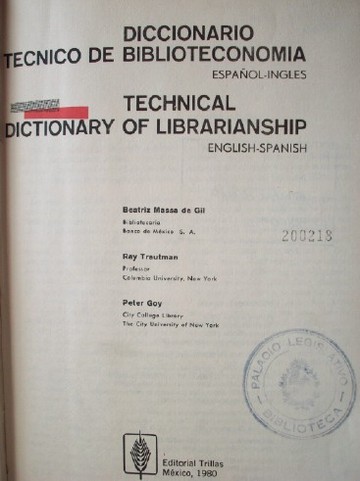 DICCIONARIO
TECNICO DE BIBLIOTECONOMIA
ESPAÑOL-INGLES
TECHNICAL
DICTIONARY OF LIBRARIANSHIP
ENGLISH-SPANISH
Beatriz Massa de Gil
Bibliotecaria
Banco de México S. A.
200213
Ray Trautman
Professor
Columbia University, New York
Peter Goy
City College Library
The City University of New York
PALACIO LEGISLATIVO
BIBLIOTECA
Editorial Trillas
México, 1980